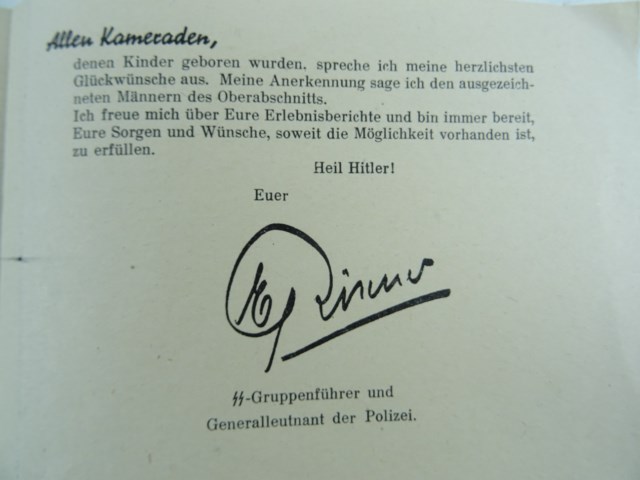 Allen Kameraden,
denen Kinder geboren wurden, spreche ich meine herzlichsten
Glückwünsche aus. Meine Anerkennung sage ich den ausgezeich-
neten Männern des Oberabschnitts.
Ich freue mich über Eure Erlebnisberichte und bin immer bereit,
Eure Sorgen und Wünsche, soweit die Möglichkeit vorhanden ist,
zu erfüllen.
Heil Hitler!
Euer
SS-Gruppenführer und
Generalleutnant der Polizei.